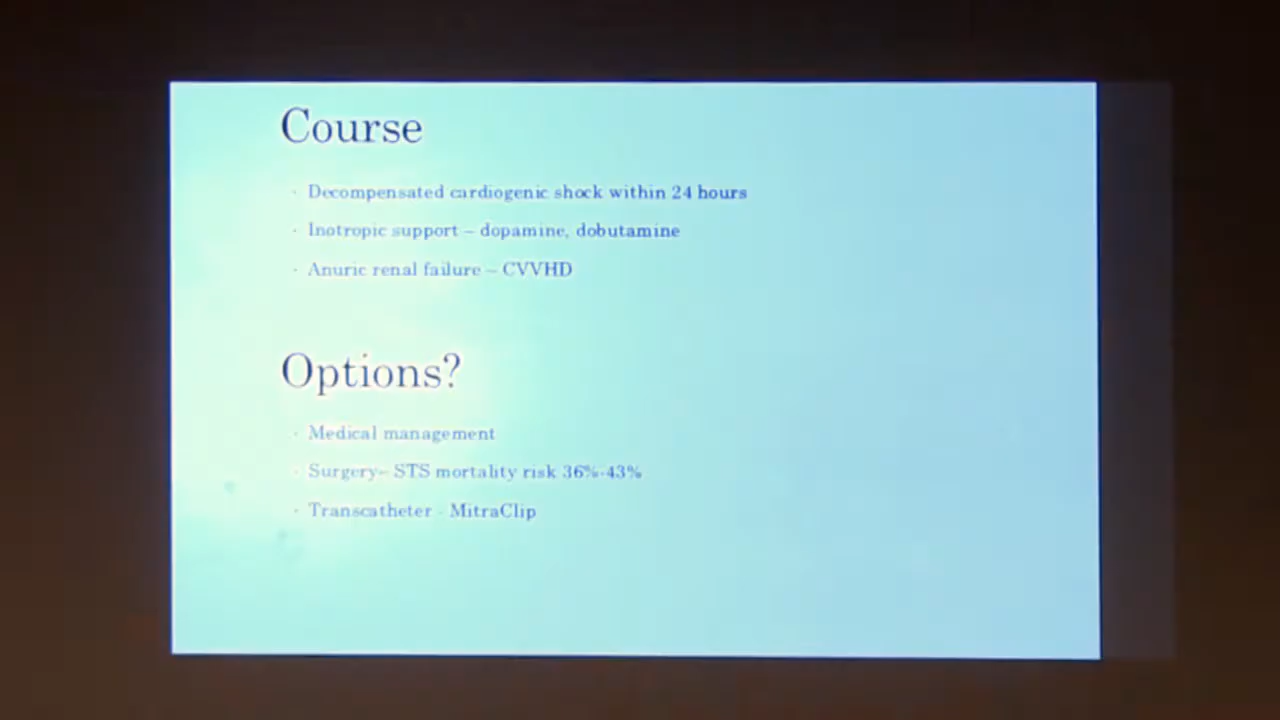 Course
· Decompensated cardiogenic shock within 24 hours
· Inotropic support – dopamine, dobutamine
· Anuric renal failure – CVVHD
Options?
· Medical management
· Surgery– STS mortality risk 36%-43%
· Transcatheter - MitraClip